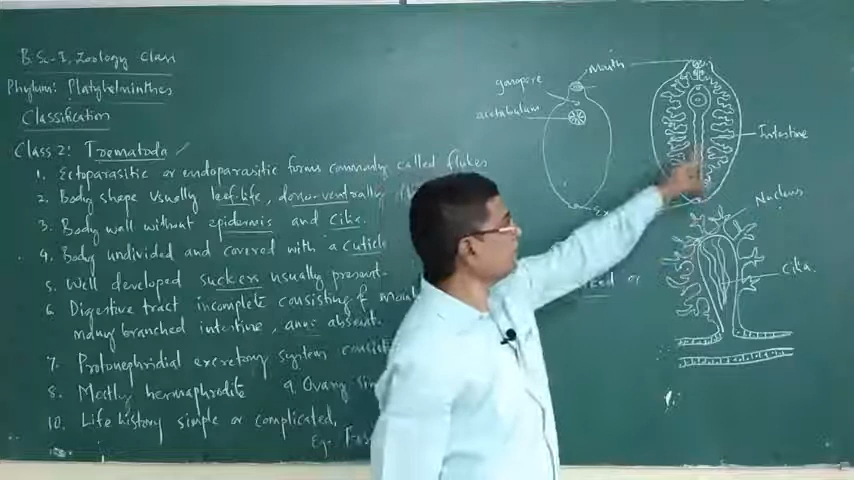 B.Sc-I, Zoology Class
Phylum: Platyhelminthes
Classification
Class 2: Trematoda
1. Ectoparasitic or endoparasitic forms commonly called flukes
2. Body shape usually leaf-like, dorso-ventrally
3. Body wall without epidermis and cilia.
4. Body undivided and covered with a cuticle
5. Well developed suckers usually present.
6. Digestive tract incomplete consisting of
many branched intestine, anus absent.
7. Protonephridial excretory system
8. Mostly hermaphrodite 9. Ovary
10. Life history simple or complicated,
Eg:
or
Mouth
gonopore
acetabulum
Intestine
Nucleus
Cilia.